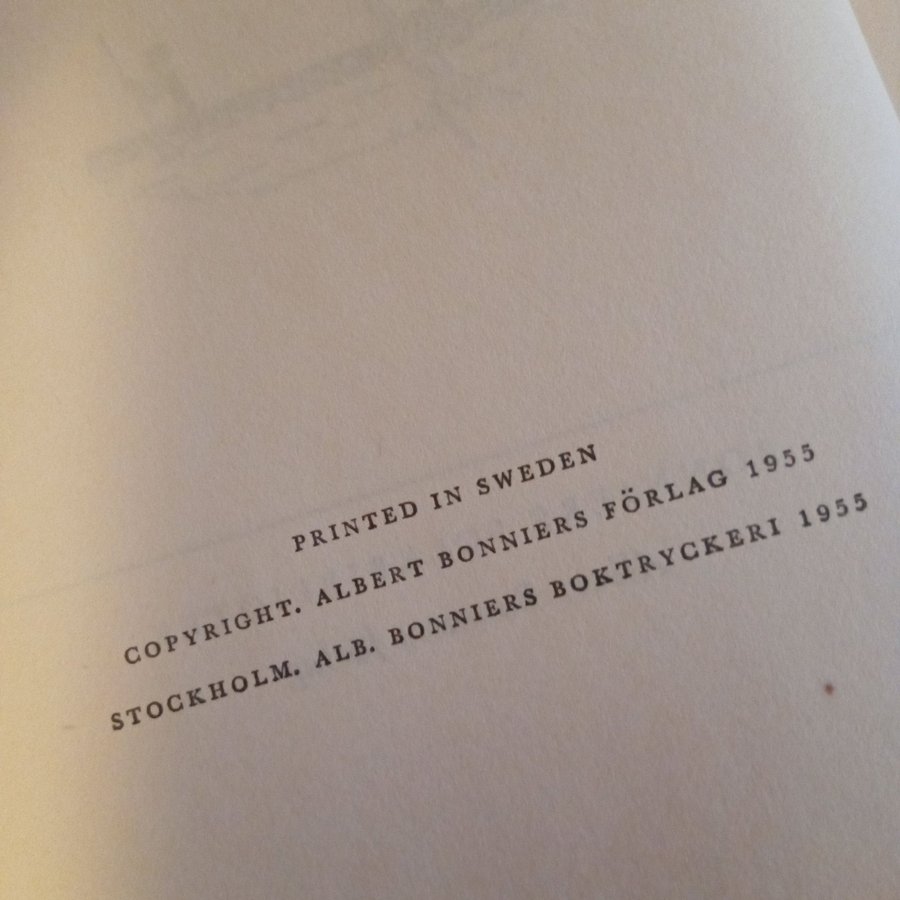 PRINTED IN SWEDEN
COPYRIGHT. ALBERT BONNIERS FÖRLAG 1955
STOCKHOLM. ALB. BONNIERS BOKTRYCKERI 1955